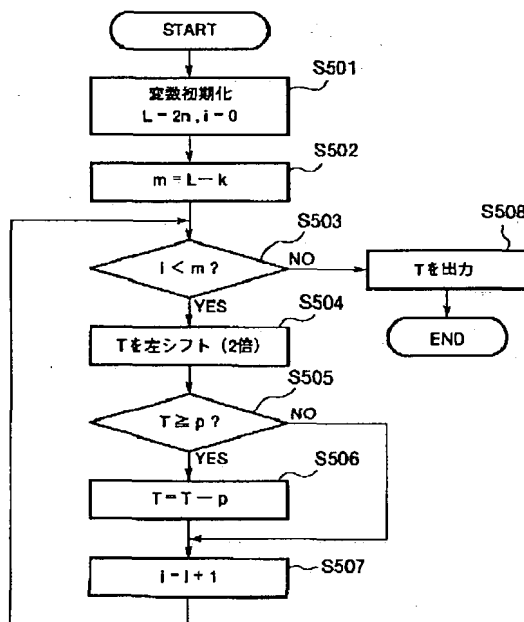 START
S501
変数初期化
L=2n,i=0
S502
m=L-k
S503
S508
i<m?
NO
Tを出力
YES
S504
END
Tを左シフト(2倍)
S505
T≧p?
NO
YES
S506
T=T-p
S507
i=i+1